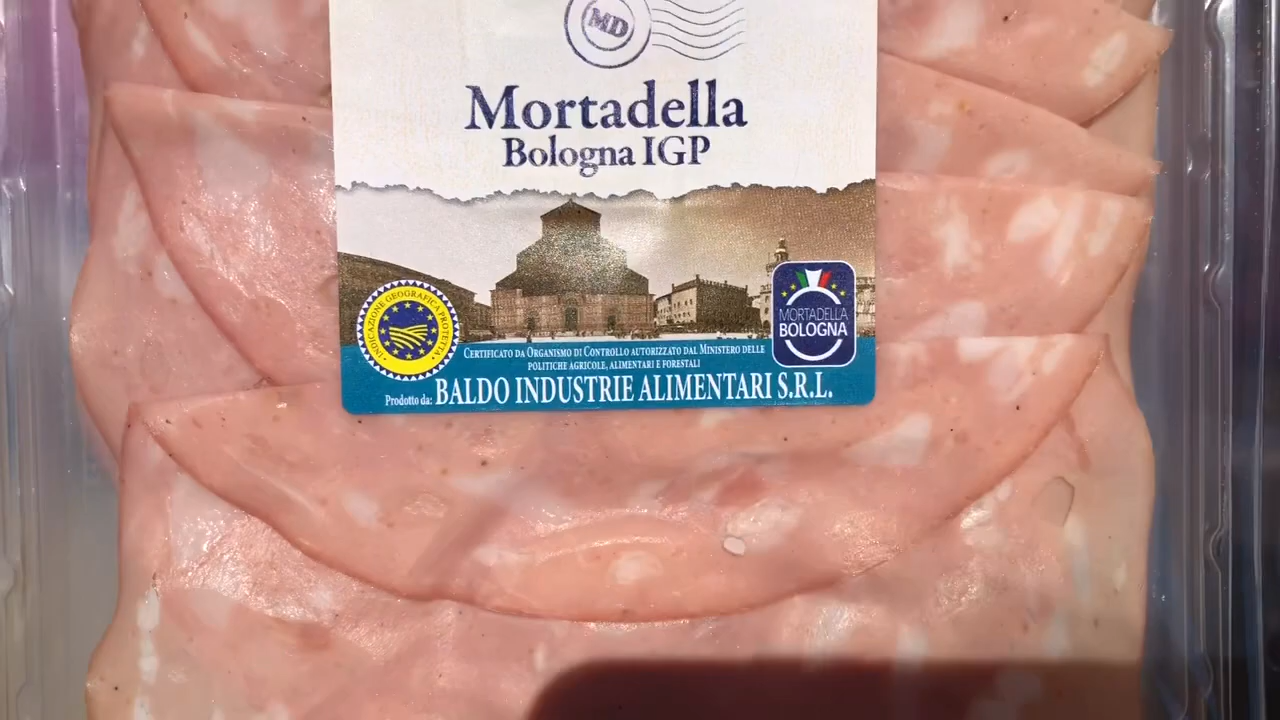 MD
Mortadella
Bologna IGP
INDICAZIONE GEOGRAFICA PROTETTA
MORTADELLA
BOLOGNA
CERTIFICATO DA ORGANISMO DI CONTROLLO AUTORIZZATO DAL MINISTERO DELLE
POLITICHE AGRICOLE, ALIMENTARI E FORESTALI
Prodotto da: BALDO INDUSTRIE ALIMENTARI S.R.L.